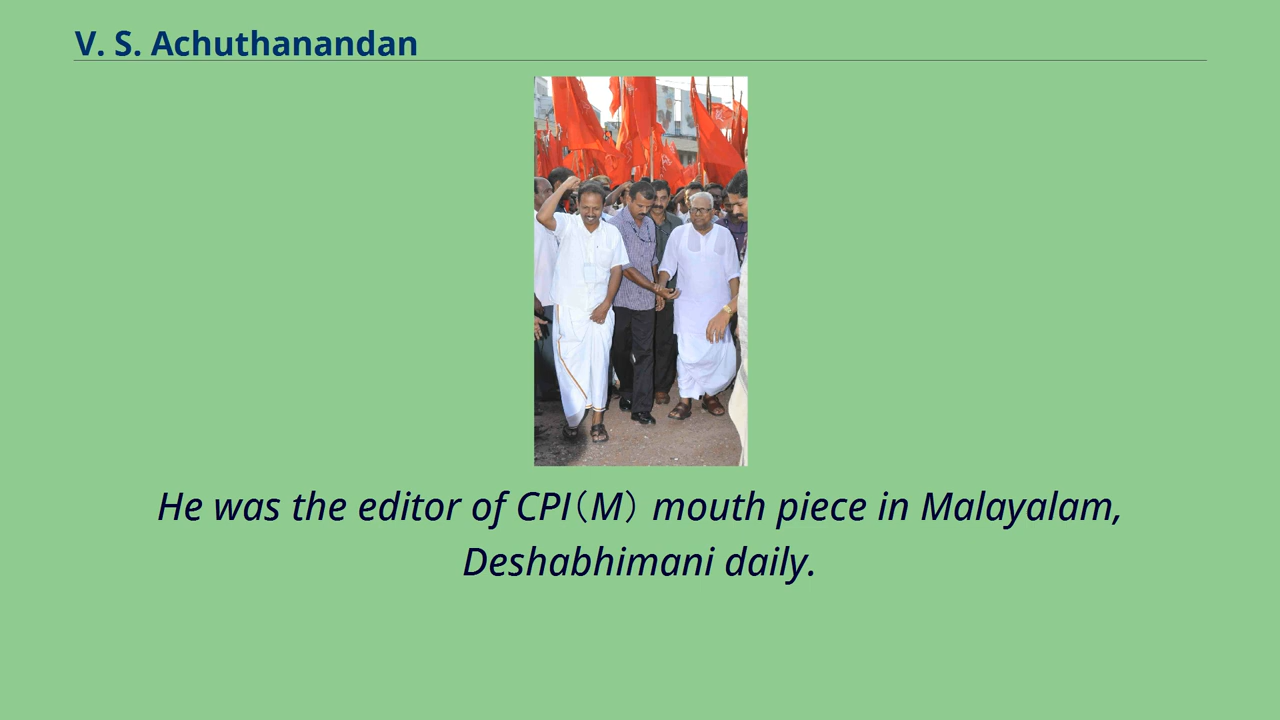 V. S. Achuthanandan
He was the editor of CPI（M） mouth piece in Malayalam,
Deshabhimani daily.